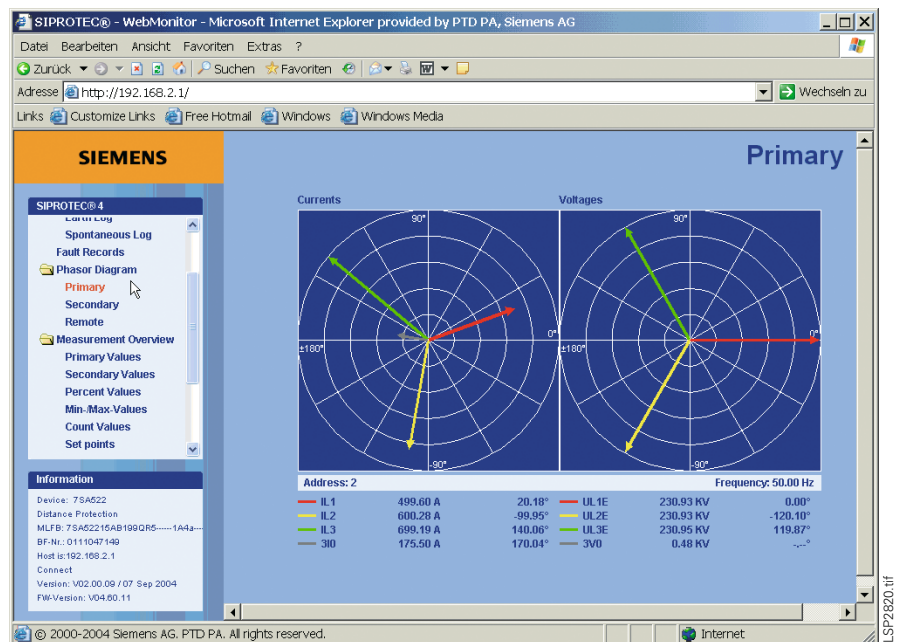 SIPROTEC® - WebMonitor - Microsoft Internet Explorer provided by PTD PA, Siemens AG
Datei Bearbeiten Ansicht Favoriten Extras ?
Zurück Suchen Favoriten
Adresse http://192.168.2.1/ Wechseln zu
Links Customize Links Free Hotmail Windows Windows Media
SIEMENS
Primary
SIPROTEC® 4
Earth Log
Spontaneous Log
Fault Records
Phasor Diagram
Primary
Secondary
Remote
Measurement Overview
Primary Values
Secondary Values
Percent Values
Min-/Max-Values
Count Values
Set points
Information
Device: 7SA522
Distance Protection
MLFB: 7SA52215AB199QR5------1A4a---
BF-Nr.: 0111047149
Host is:192.168.2.1
Connect
Version: V02.00.09 / 07 Sep 2004
FW-Version: V04.60.11
Currents
90°
0°
±180°
-90°
Voltages
90°
0°
±180°
-90°
Address: 2 Frequency: 50.00 Hz
IL1 499.60 A 20.18° UL1E 230.93 KV 0.00°
IL2 600.28 A -99.95° UL2E 230.93 KV -120.10°
IL3 699.19 A 140.06° UL3E 230.95 KV 119.87°
3I0 175.50 A 170.04° 3V0 0.48 KV -,--°
© 2000-2004 Siemens AG. PTD PA. All rights reserved. Internet
LSP2820.tif